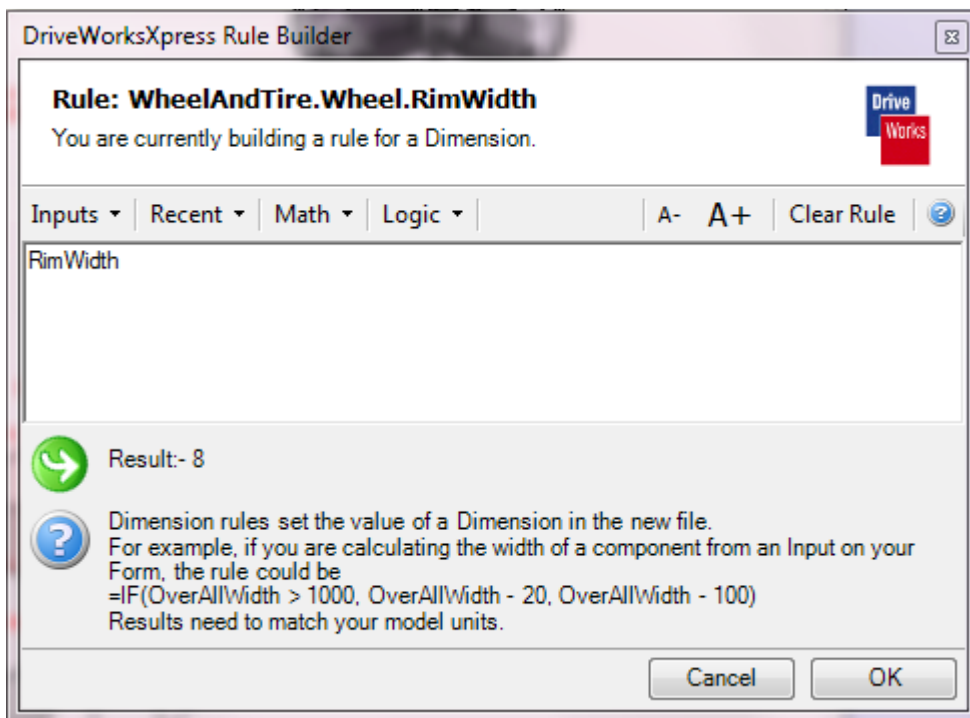 DriveWorksXpress Rule Builder
Rule: WheelAndTire.Wheel.RimWidth
You are currently building a rule for a Dimension.
Drive
Works
Inputs Recent Math Logic A- A+ Clear Rule
RimWidth
Result:- 8
Dimension rules set the value of a Dimension in the new file.
For example, if you are calculating the width of a component from an Input on your
Form, the rule could be
=IF(OverAllWidth > 1000, OverAllWidth - 20, OverAllWidth - 100)
Results need to match your model units.
Cancel OK